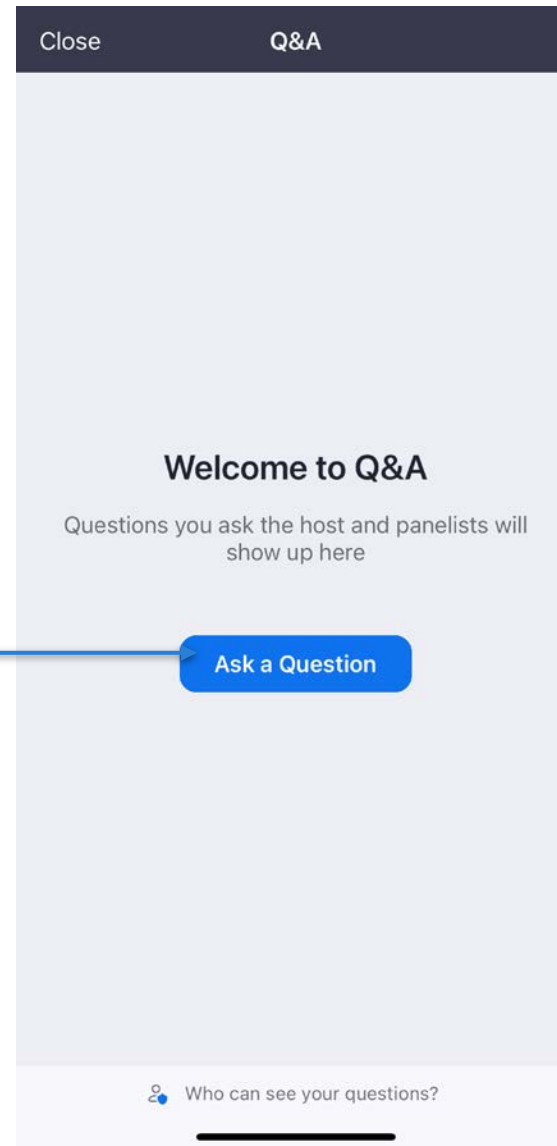 Close Q&A
Welcome to Q&A
Questions you ask the host and panelists will
show up here
Ask a Question
Who can see your questions?